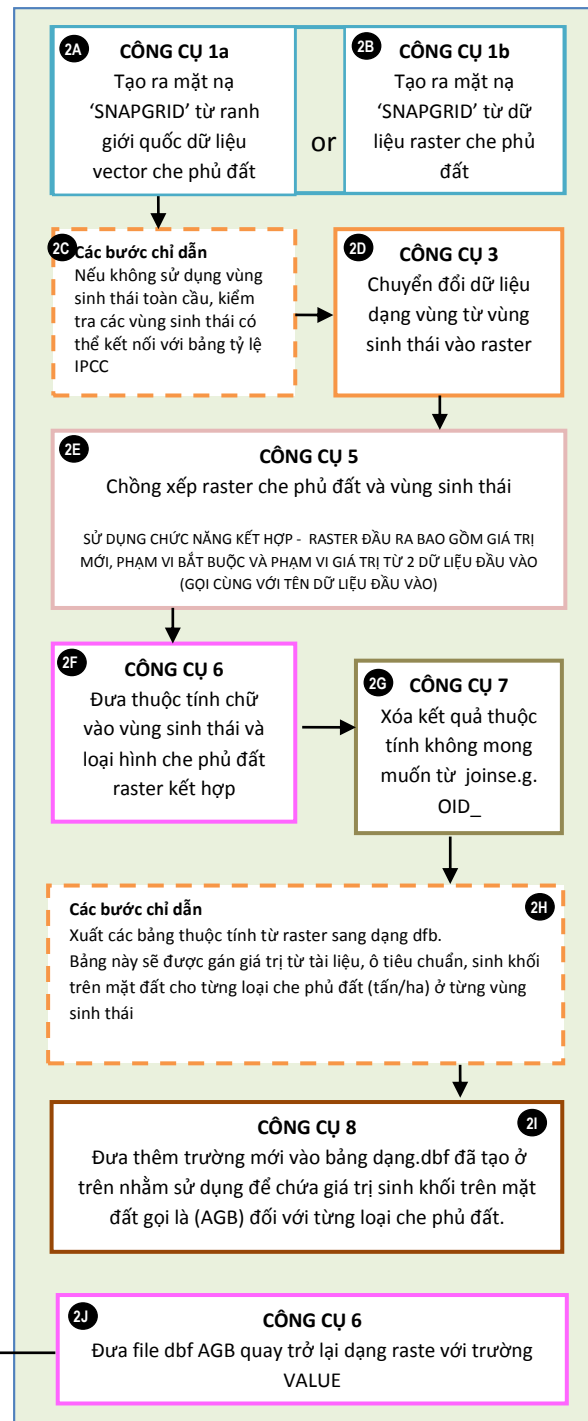 2A
CÔNG CỤ 1a
Tạo ra mặt nạ
‘SNAPGRID’ từ ranh
giới quốc dữ liệu
vector che phủ đất
or
2B
CÔNG CỤ 1b
Tạo ra mặt nạ
‘SNAPGRID’ từ dữ
liệu raster che phủ
đất
2C
Các bước chỉ dẫn
Nếu không sử dụng vùng
sinh thái toàn cầu, kiểm
tra các vùng sinh thái có
thể kết nối với bảng tỷ lệ
IPCC
2D
CÔNG CỤ 3
Chuyển đổi dữ liệu
dạng vùng từ vùng
sinh thái vào raster
2E
CÔNG CỤ 5
Chồng xếp raster che phủ đất và vùng sinh thái
SỬ DỤNG CHỨC NĂNG KẾT HỢP - RASTER ĐẦU RA BAO GỒM GIÁ TRỊ
MỚI, PHẠM VI BẮT BUỘC VÀ PHẠM VI GIÁ TRỊ TỪ 2 DỮ LIỆU ĐẦU VÀO
(GỌI CÙNG VỚI TÊN DỮ LIỆU ĐẦU VÀO)
2F
CÔNG CỤ 6
Đưa thuộc tính chữ
vào vùng sinh thái và
loại hình che phủ đất
raster kết hợp
2G
CÔNG CỤ 7
Xóa kết quả thuộc
tính không mong
muốn từ joinse.g.
OID_
2H
Các bước chỉ dẫn
Xuất các bảng thuộc tính từ raster sang dạng dfb.
Bảng này sẽ được gán giá trị từ tài liệu, ô tiêu chuẩn, sinh khối
trên mặt đất cho từng loại che phủ đất (tấn/ha) ở từng vùng
sinh thái
2I
CÔNG CỤ 8
Đưa thêm trường mới vào bảng dạng.dbf đã tạo ở
trên nhằm sử dụng để chứa giá trị sinh khối trên mặt
đất gọi là (AGB) đối với từng loại che phủ đất.
2J
CÔNG CỤ 6
Đưa file dbf AGB quay trở lại dạng raste với trường
VALUE